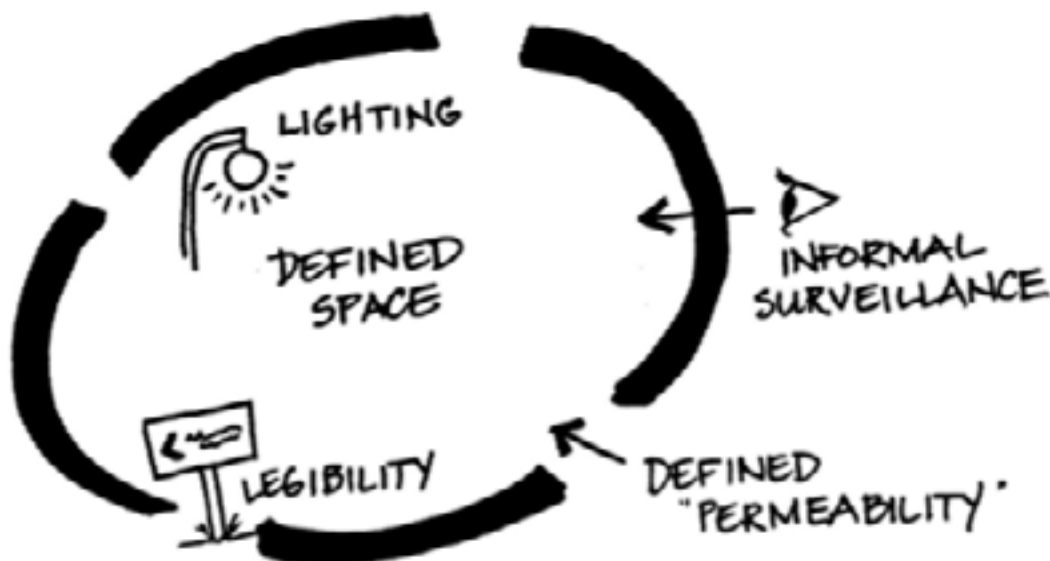 LIGHTING
DEFINED
SPACE
INFORMAL
SURVEILLANCE
LEGIBILITY
DEFINED
"PERMEABILITY"